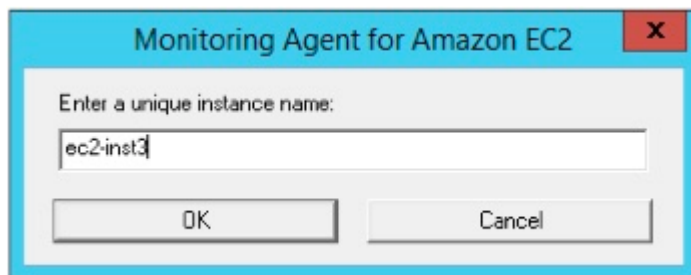 Monitoring Agent for Amazon EC2
x
Enter a unique instance name:
ec2-inst3
OK
Cancel